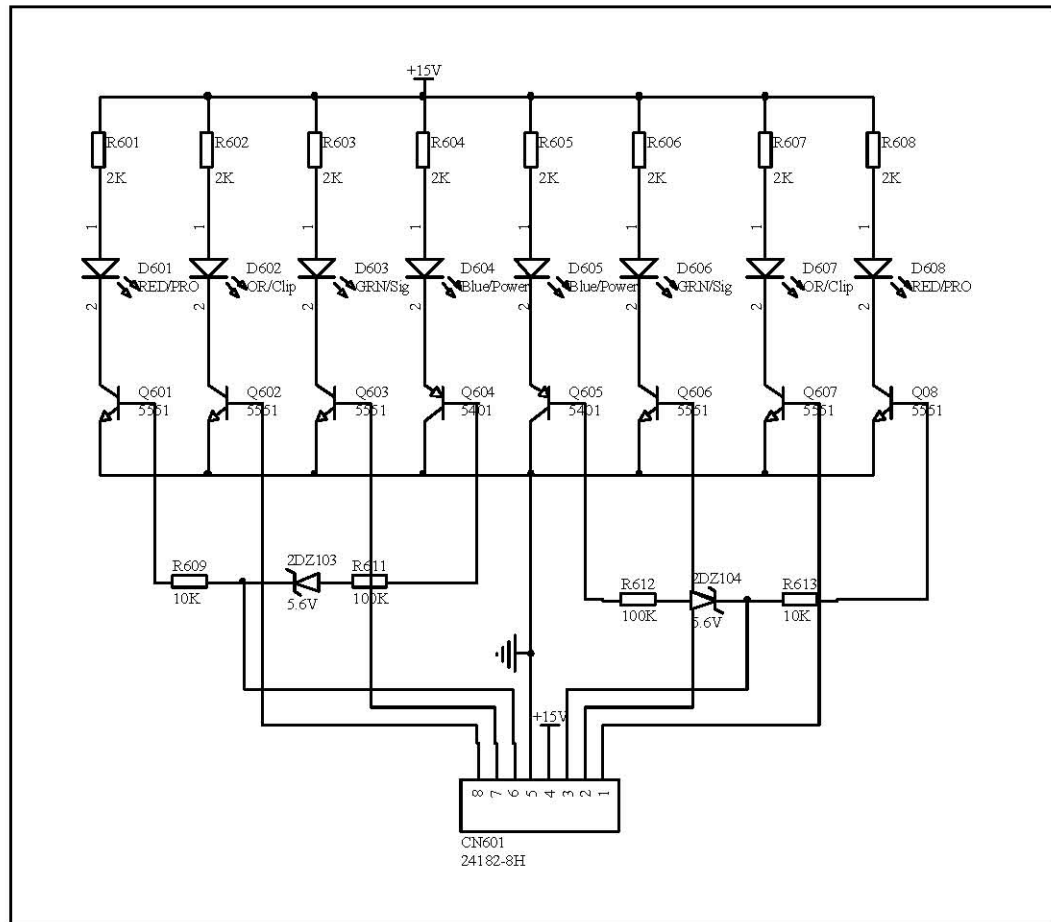 +15V
R601
R602
R603
R604
R605
R606
R607
R608
2K
2K
2K
2K
2K
2K
2K
2K
1
1
1
1
1
1
1
1
D601
D602
D603
D604
D605
D606
D607
D608
RED/PRO
OR/Clip
GRN/Sig
Blue/Power
Blue/Power
GRN/Sig
OR/Clip
RED/PRO
2
2
2
2
2
2
2
2
Q601
Q602
Q603
Q604
Q605
Q606
Q607
Q08
5551
5551
5551
5401
5401
5551
5551
5551
R609
2DZ103
R611
10K
5.6V
100K
R612
2DZ104
R613
100K
5.6V
10K
+15V
8
7
6
5
4
3
2
1
CN601
24182-8H